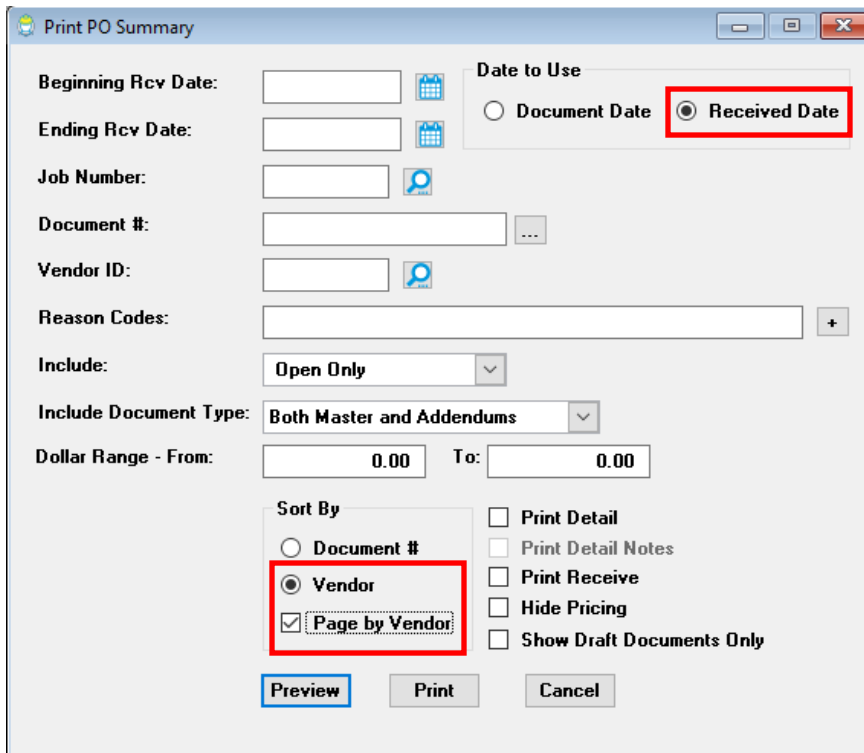 Print PO Summary
Beginning Rcv Date:
Date to Use
Document Date
Received Date
Ending Rcv Date:
Job Number:
Document #:
...
Vendor ID:
Reason Codes:
+
Include:
Open Only
Include Document Type:
Both Master and Addendums
Dollar Range - From:
0.00
To:
0.00
Sort By
Document #
Vendor
Page by Vendor
Print Detail
Print Detail Notes
Print Receive
Hide Pricing
Show Draft Documents Only
Preview
Print
Cancel